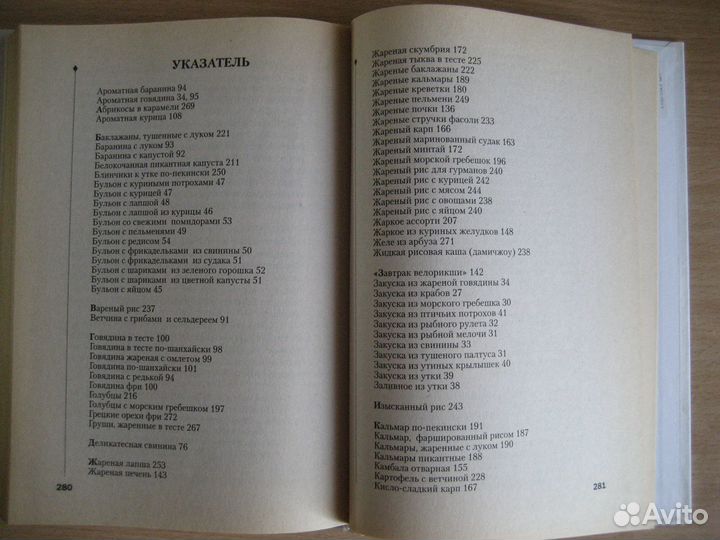 УКАЗАТЕЛЬ
Ароматная баранина 94
Ароматная говядина 34, 95
Абрикосы в карамели 269
Ароматная курица 108
Баклажаны, тушенные с луком 221
Баранина с луком 93
Баранина с капустой 92
Белокочанная пикантная капуста 211
Блинчики к утке по-пекински 250
Бульон с куриными потрохами 47
Бульон с курицей 47
Бульон с лапшой 48
Бульон с лапшой из курицы 46
Бульон со свежими помидорами 53
Бульон с пельменями 49
Бульон с редисом 54
Бульон с фрикадельками из свинины 50
Бульон с фрикадельками из судака 51
Бульон с шариками из зеленого горошка 52
Бульон с шариками из цветной капусты 51
Бульон с яйцом 45
Вареный рис 237
Ветчина с грибами и сельдереем 91
Говядина в тесте 100
Говядина в тесте по-шанхайски 98
Говядина жареная с омлетом 99
Говядина по-шанхайски 101
Говядина с редькой 94
Говядина фри 100
Голубцы 216
Голубцы с морским гребешком 197
Грецкие орехи фри 272
Груши, жаренные в тесте 267
Деликатесная свинина 76
Жареная лапша 253
Жареная печень 143
280
Жареная скумбрия 172
Жареная тыква в тесте 225
Жареные баклажаны 222
Жареные кальмары 189
Жареные креветки 180
Жареные пельмени 249
Жареные почки 136
Жареные стручки фасоли 233
Жареный карп 166
Жареный маринованный судак 163
Жареный минтай 172
Жареный морской гребешок 196
Жареный рис для гурманов 240
Жареный рис с курицей 242
Жареный рис с мясом 244
Жареный рис с овощами 238
Жареный рис с яйцом 240
Жаркое ассорти 207
Жаркое из куриных желудков 148
Желе из арбуза 271
Жидкая рисовая каша (дамичжоу) 238
«Завтрак велорикши» 142
Закуска из жареной говядины 34
Закуска из крабов 27
Закуска из морского гребешка 30
Закуска из птичьих потрохов 41
Закуска из рыбного рулета 32
Закуска из рыбной мелочи 31
Закуска из свинины 33
Закуска из тушеного палтуса 31
Закуска из утиных крылышек 40
Закуска из утки 39
Заливное из утки 38
Изысканный рис 243
Кальмар по-пекински 191
Кальмар, фаршированный рисом 187
Кальмары, жаренные с луком 190
Кальмары пикантные 188
Камбала отварная 155
Картофель с ветчиной 228
Кисло-сладкий карп 167
281
Avito